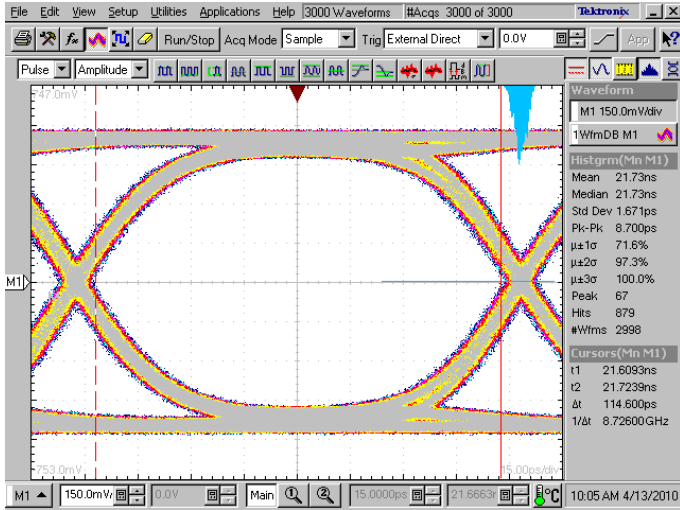 File Edit View Setup Utilities Applications Help 3000 Waveforms #Acqs 3000 of 3000 Tektronix
Run/Stop Acq Mode Sample Trig External Direct 0.0V App
Pulse Amplitude
747.0mV
Waveform
M1 150.0mV/div
1WfmDB M1
Histgrm(Mn M1)
Mean 21.73ns
Median 21.73ns
Std Dev 1.671ps
Pk-Pk 8.700ps
µ±1σ 71.6%
µ±2σ 97.3%
µ±3σ 100.0%
Peak 67
Hits 879
#Wfms 2998
M1
Cursors(Mn M1)
t1 21.6093ns
t2 21.7239ns
Δt 114.600ps
1/Δt 8.72600GHz
753.0mV 15.00ps/div
M1 150.0mV/ 0.0V Main 1 2 15.0000ps 21.6663r °C 10:05 AM 4/13/2010